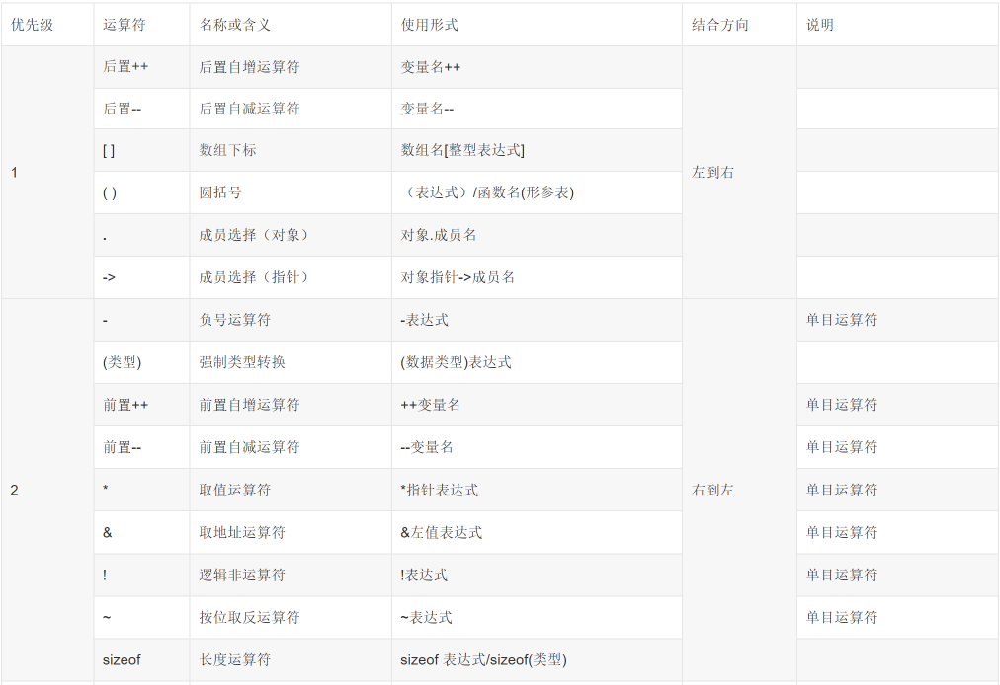 优先级 运算符 名称或含义 使用形式 结合方向 说明
后置++ 后置自增运算符 变量名++
后置-- 后置自减运算符 变量名--
[ ] 数组下标 数组名[整型表达式]
1 ( ) 圆括号 （表达式）/函数名(形参表) 左到右
. 成员选择（对象） 对象.成员名
-> 成员选择（指针） 对象指针->成员名
- 负号运算符 -表达式 单目运算符
(类型) 强制类型转换 (数据类型)表达式
前置++ 前置自增运算符 ++变量名 单目运算符
前置-- 前置自减运算符 --变量名 单目运算符
2 * 取值运算符 *指针表达式 右到左 单目运算符
& 取地址运算符 &左值表达式 单目运算符
! 逻辑非运算符 !表达式 单目运算符
~ 按位取反运算符 ~表达式 单目运算符
sizeof 长度运算符 sizeof 表达式/sizeof(类型)